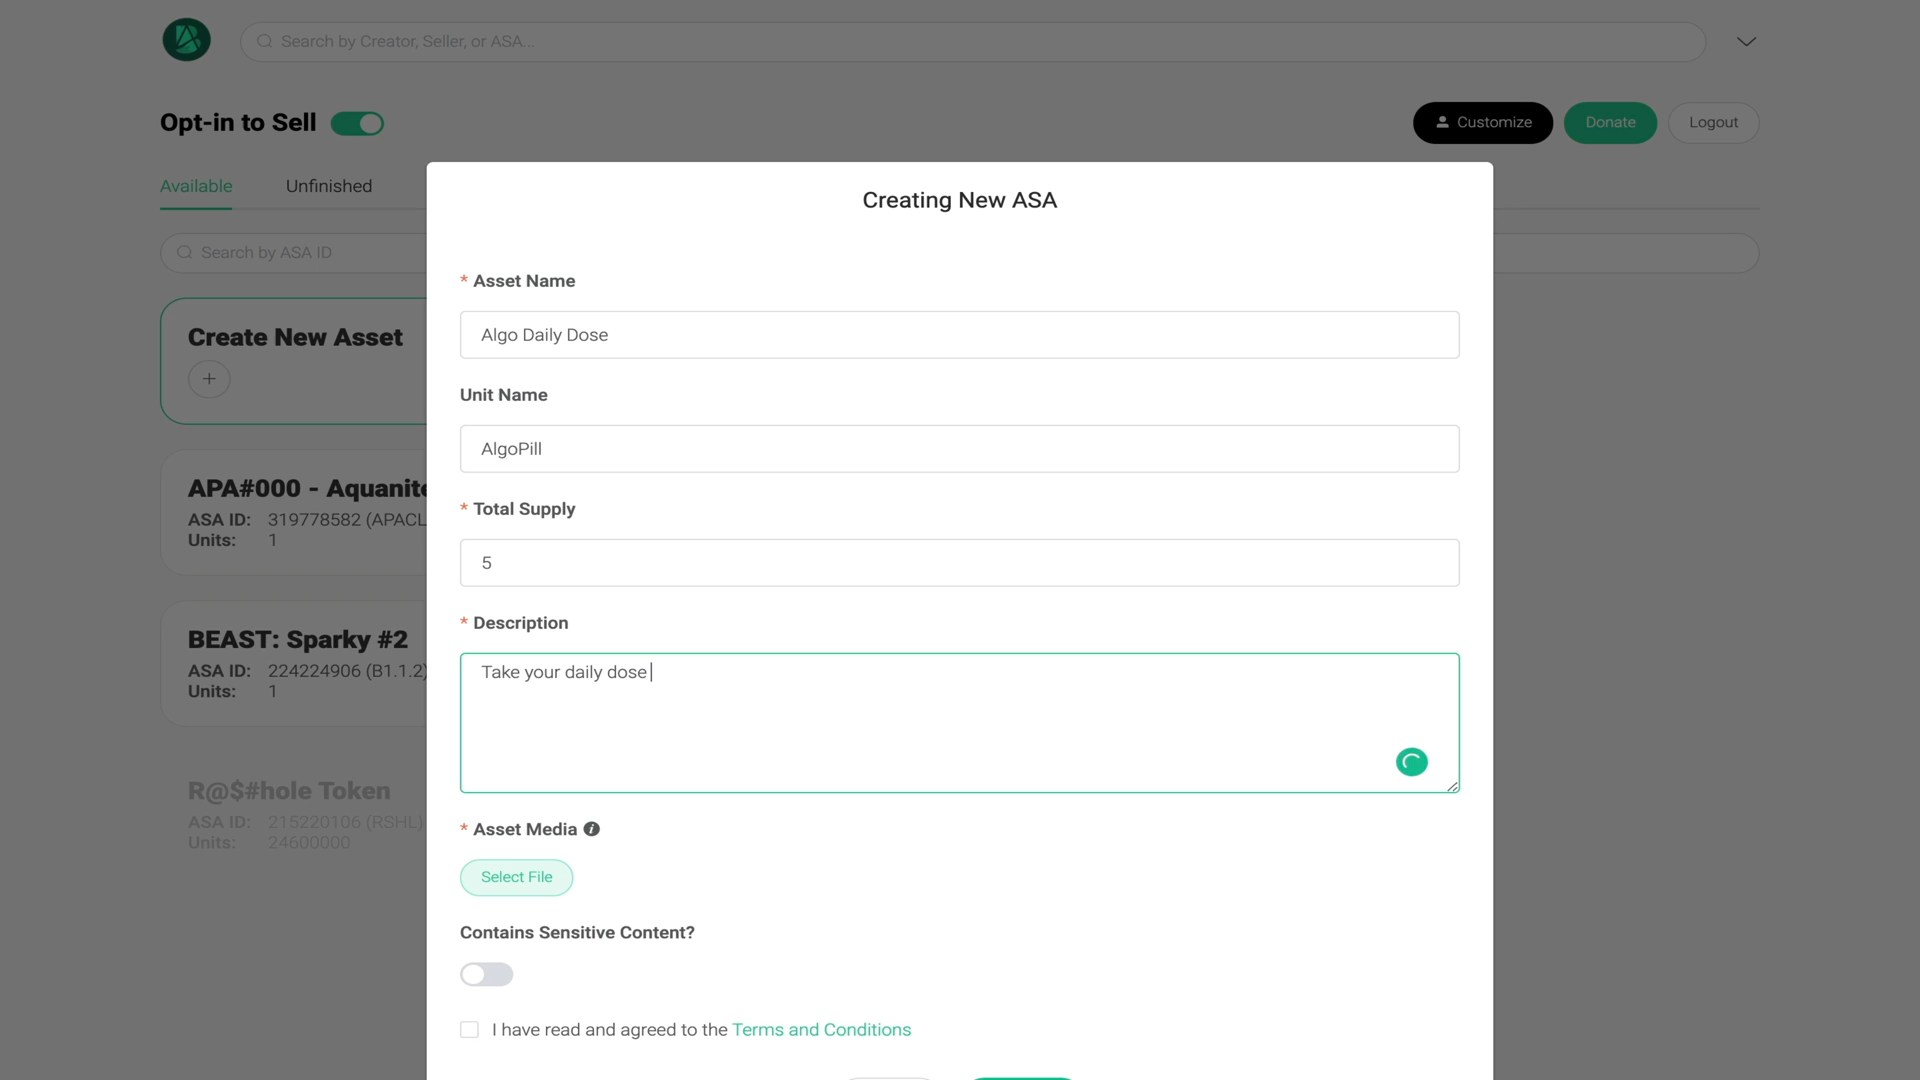 Search by Creator, Seller, or ASA...
Opt-in to Sell
Customize
Donate
Logout
Available
Unfinished
Search by ASA ID
Create New Asset
APA#000 - Aquanite
ASA ID: 319778582 (APACL
Units: 1
BEAST: Sparky #2
ASA ID: 224224906 (B1.1.2)
Units: 1
R@$#hole Token
ASA ID: 215220106 (RSHL)
Units: 24600000
Creating New ASA
* Asset Name
Algo Daily Dose
Unit Name
AlgoPill
* Total Supply
5
* Description
Take your daily dose
* Asset Media
Select File
Contains Sensitive Content?
I have read and agreed to the Terms and Conditions